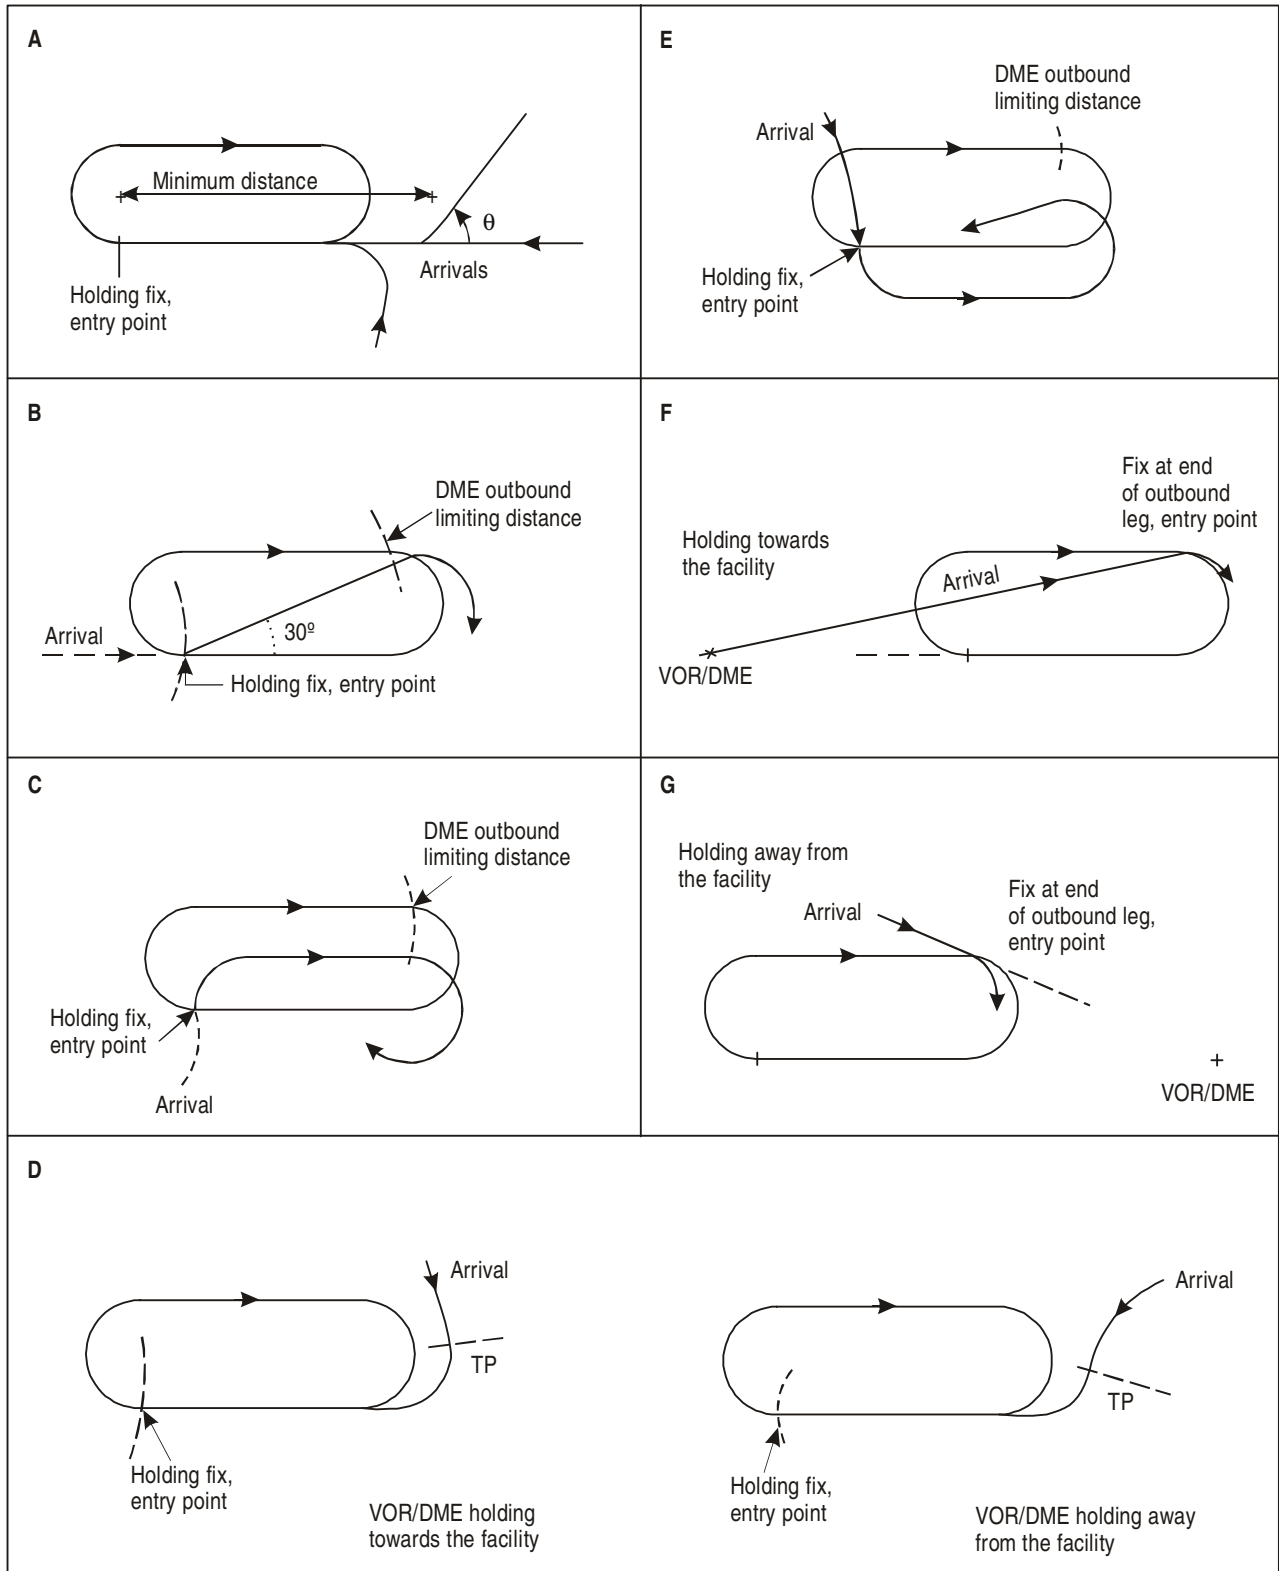 A
Minimum distance
θ
Arrivals
Holding fix,
entry point
B
DME outbound
limiting distance
30º
Arrival
Holding fix, entry point
C
DME outbound
limiting distance
Holding fix,
entry point
Arrival
E
DME outbound
limiting distance
Arrival
Holding fix,
entry point
F
Fix at end
of outbound
leg, entry point
Holding towards
the facility
Arrival
VOR/DME
G
Holding away from
the facility
Fix at end
of outbound leg,
entry point
Arrival
VOR/DME
D
Arrival
TP
Holding fix,
entry point
VOR/DME holding
towards the facility
Arrival
TP
Holding fix,
entry point
VOR/DME holding away
from the facility